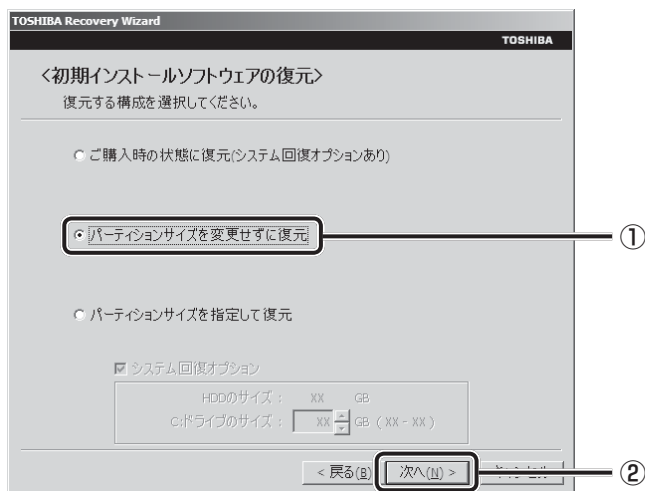 TOSHIBA Recovery Wizard
TOSHIBA
<初期インストールソフトウェアの復元>
復元する構成を選択してください。
ご購入時の状態に復元(システム回復オプションあり)
パーティションサイズを変更せずに復元
①
パーティションサイズを指定して復元
システム回復オプション
HDDのサイズ： XX GB
C:ドライブのサイズ： XX GB ( XX - XX )
< 戻る(B) 次へ(N) >
②